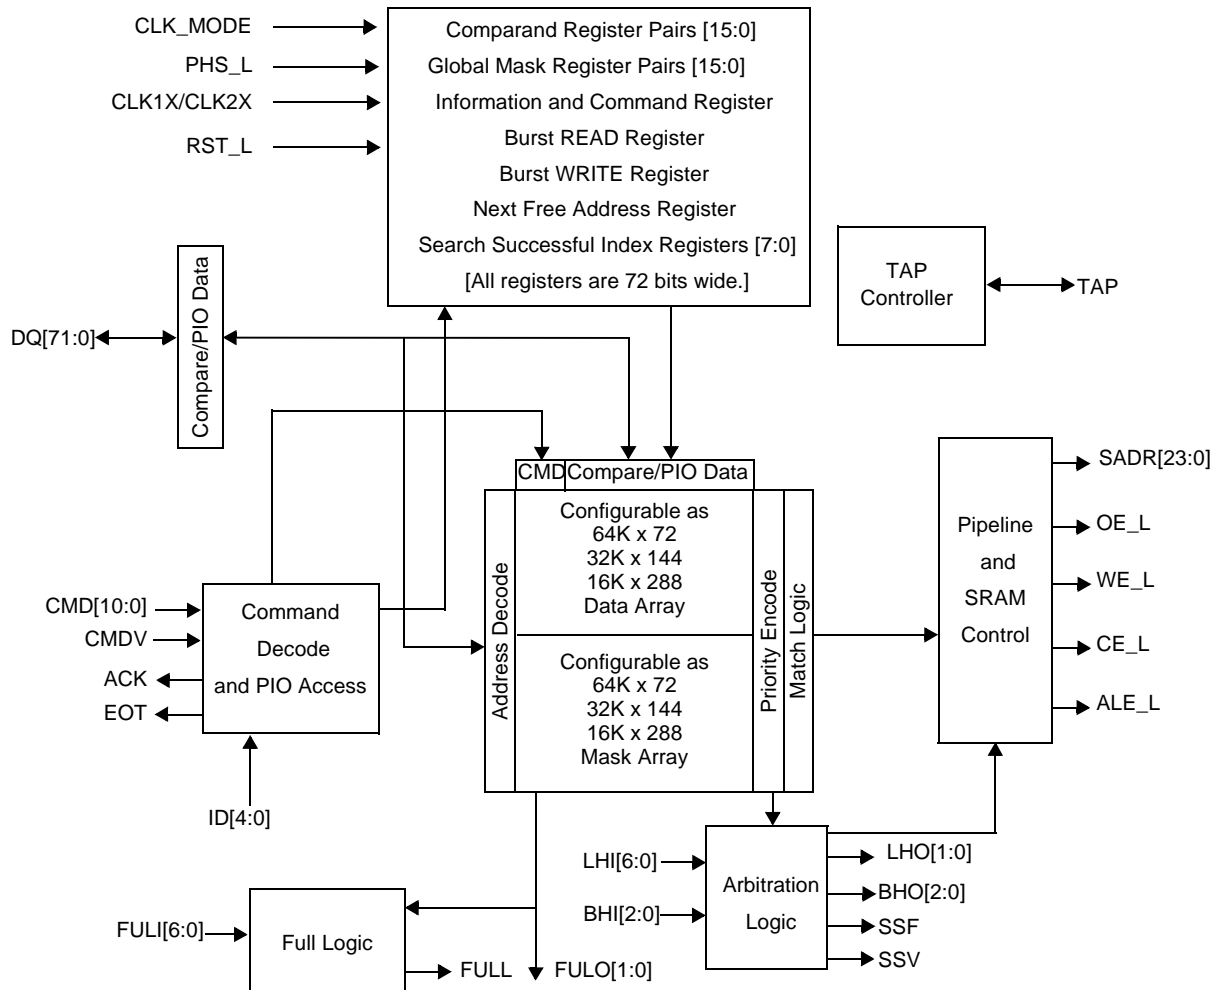 CLK_MODE
PHS_L
CLK1X/CLK2X
RST_L
Comparand Register Pairs [15:0]
Global Mask Register Pairs [15:0]
Information and Command Register
Burst READ Register
Burst WRITE Register
Next Free Address Register
Search Successful Index Registers [7:0]
[All registers are 72 bits wide.]
TAP
Controller
TAP
DQ[71:0]
Compare/PIO Data
CMD
Compare/PIO Data
Address Decode
Configurable as
64K x 72
32K x 144
16K x 288
Data Array
Configurable as
64K x 72
32K x 144
16K x 288
Mask Array
Priority Encode
Match Logic
Pipeline
and
SRAM
Control
SADR[23:0]
OE_L
WE_L
CE_L
ALE_L
CMD[10:0]
CMDV
ACK
EOT
Command
Decode
and PIO Access
ID[4:0]
LHI[6:0]
BHI[2:0]
Arbitration
Logic
LHO[1:0]
BHO[2:0]
SSF
SSV
FULI[6:0]
Full Logic
FULL
FULO[1:0]